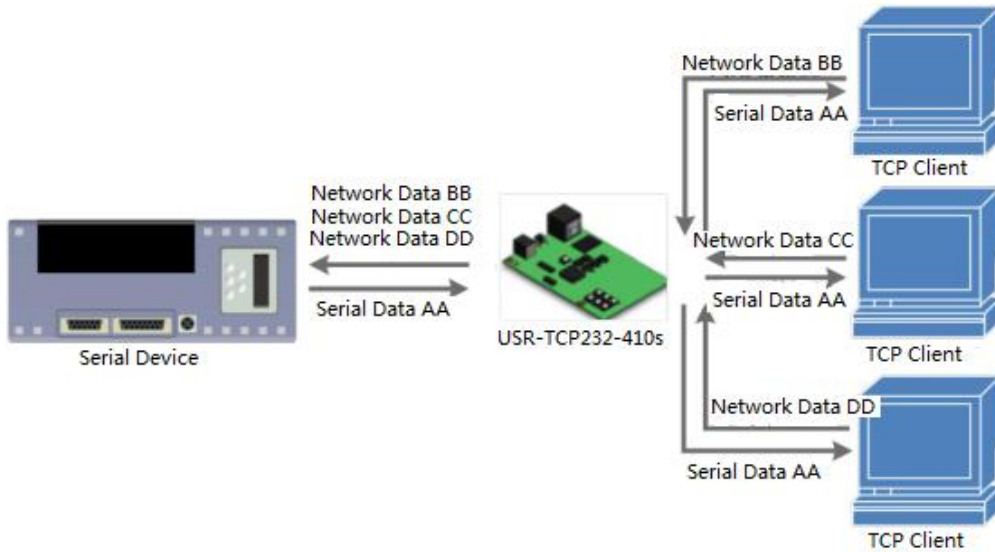 Network Data BB
Serial Data AA
TCP Client
Network Data BB
Network Data CC
Network Data DD
Serial Data AA
Serial Device
USR-TCP232-410s
Network Data CC
Serial Data AA
TCP Client
Network Data DD
Serial Data AA
TCP Client